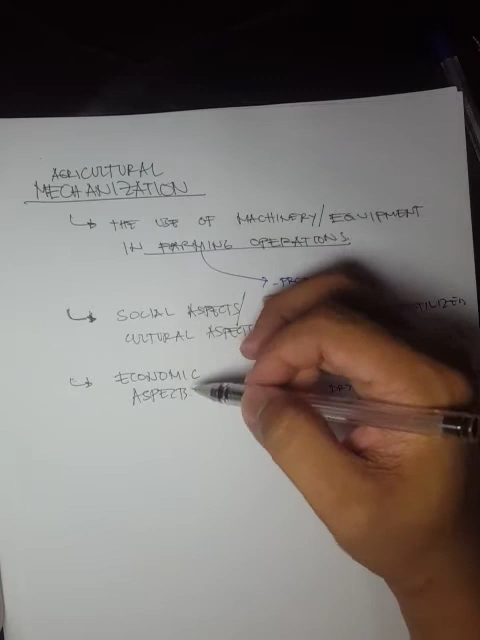 AGRICULTURAL
MECHANIZATION
THE USE OF MACHINERY/EQUIPMENT
IN FARMING OPERATIONS
SOCIAL ASPECTS/
CULTURAL ASPECTS
ECONOMIC
ASPECTS